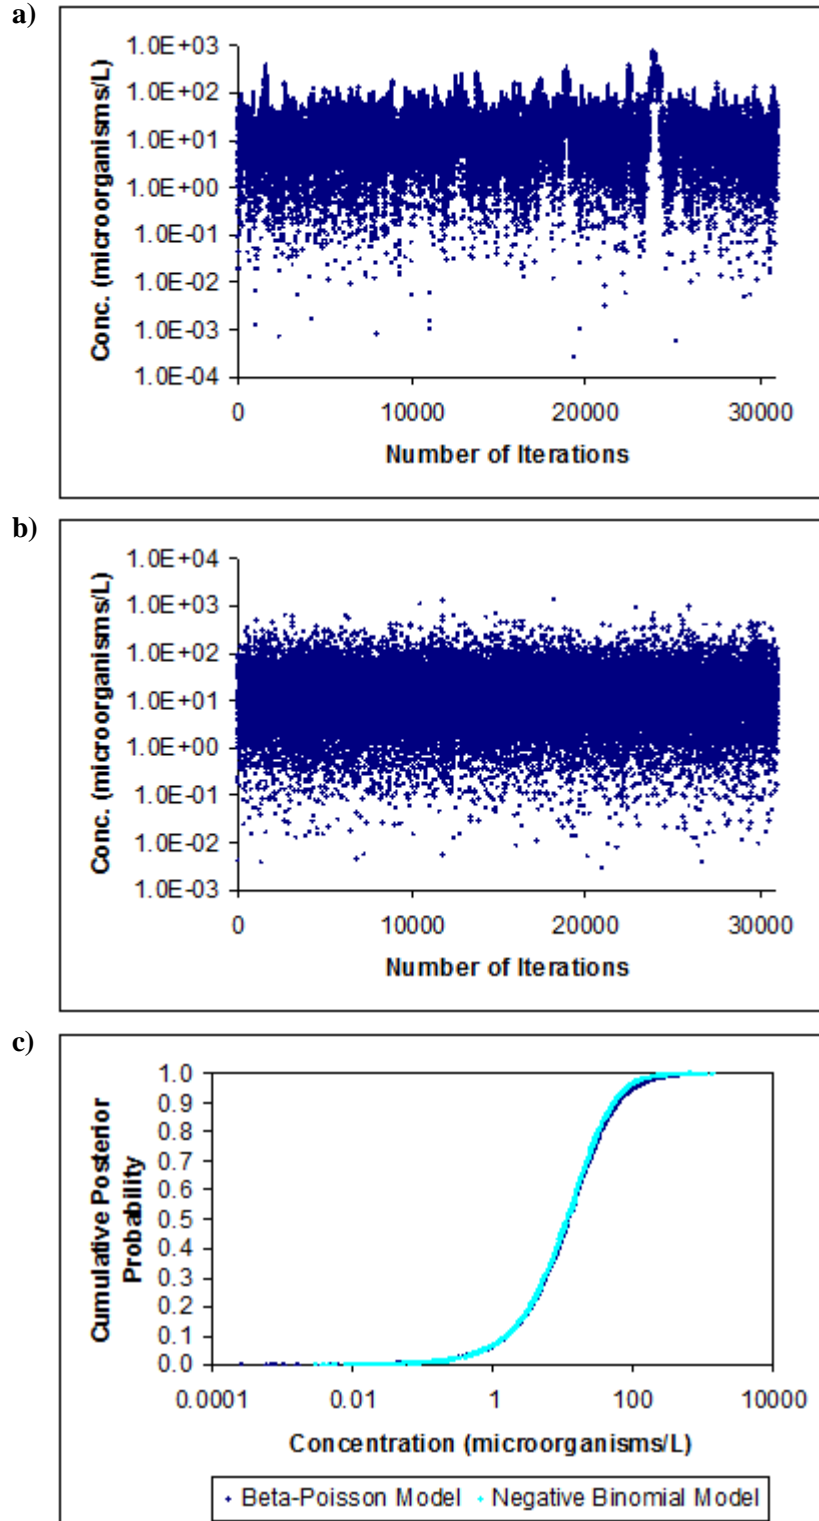 a)
Conc. (microorganisms/L)
1.0E+03
1.0E+02
1.0E+01
1.0E+00
1.0E-01
1.0E-02
1.0E-03
1.0E-04
0 10000 20000 30000
Number of Iterations
b)
Conc. (microorganisms/L)
1.0E+04
1.0E+03
1.0E+02
1.0E+01
1.0E+00
1.0E-01
1.0E-02
1.0E-03
0 10000 20000 30000
Number of Iterations
c)
Cumulative Posterior
Probability
1.0
0.9
0.8
0.7
0.6
0.5
0.4
0.3
0.2
0.1
0.0
0.0001 0.01 1 100 10000
Concentration (microorganisms/L)
Beta-Poisson Model Negative Binomial Model